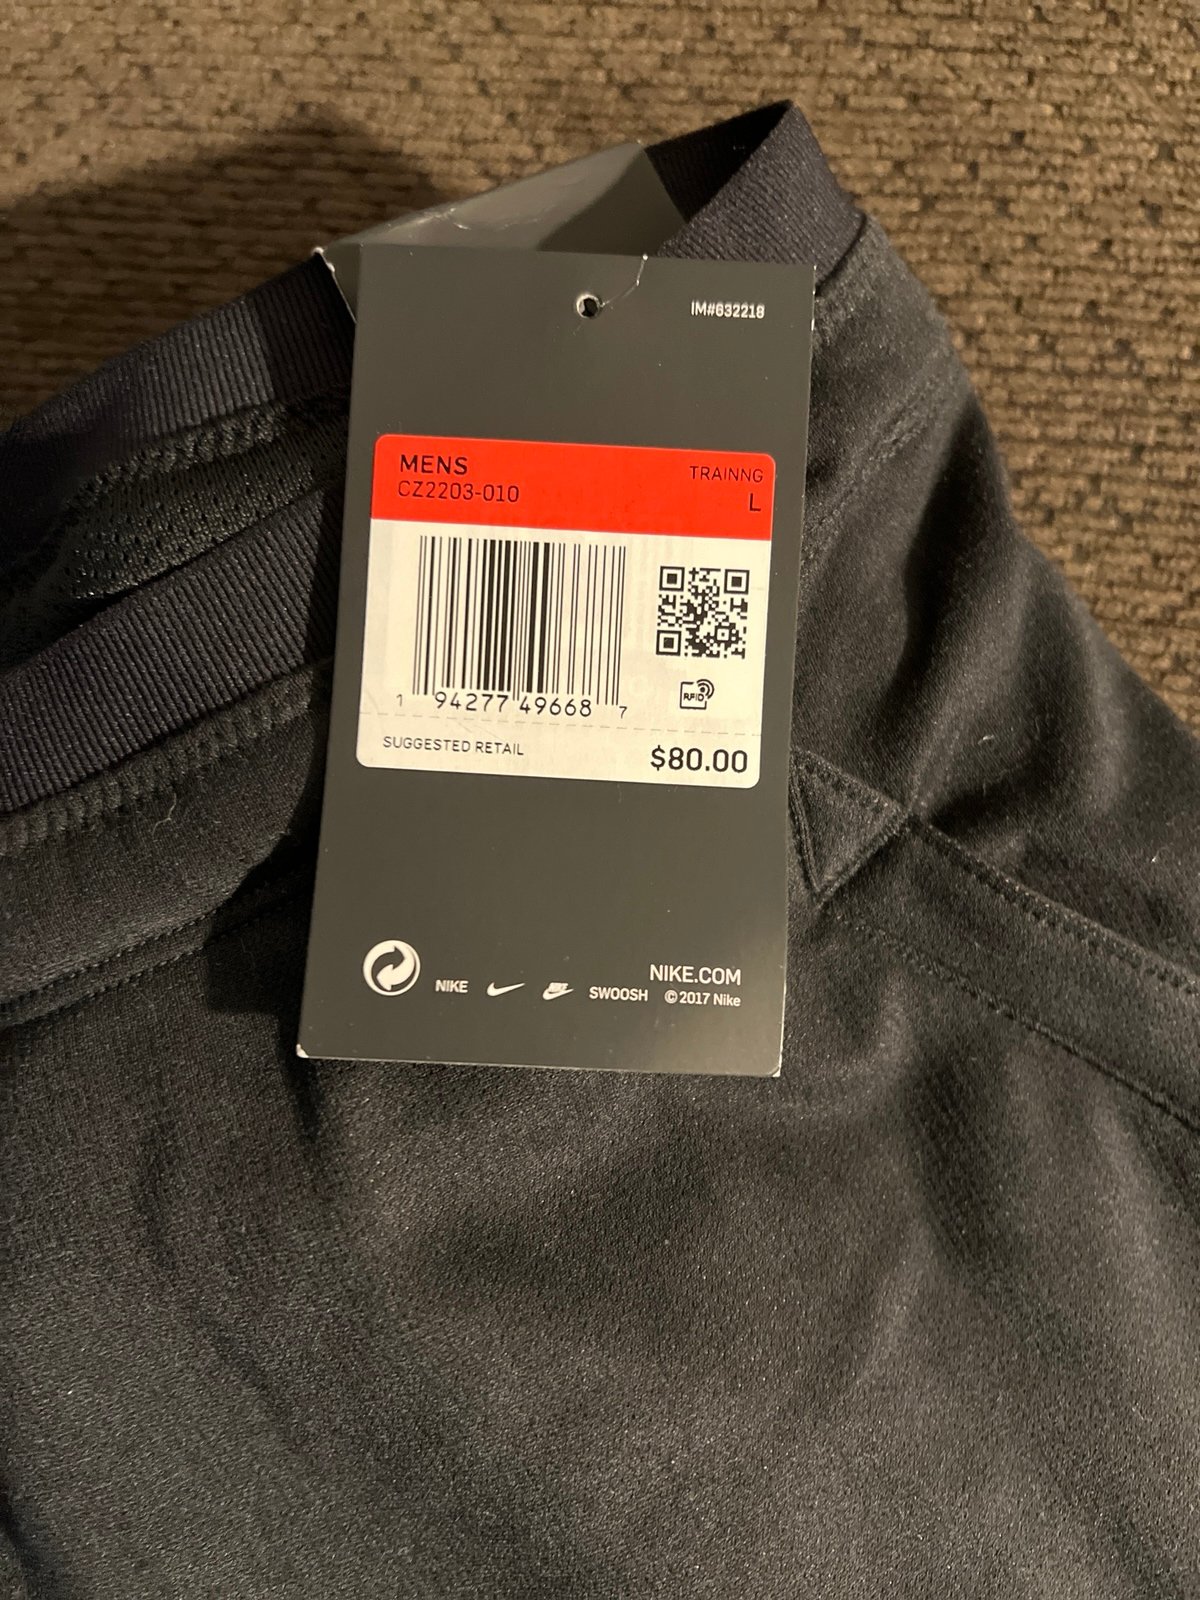 IM#632218
MENS
TRAINNG
CZ2203-010
L
1 94277 49668 7
RFID
SUGGESTED RETAIL
$80.00
NIKE.COM
NIKE NIKE SWOOSH ©2017 Nike